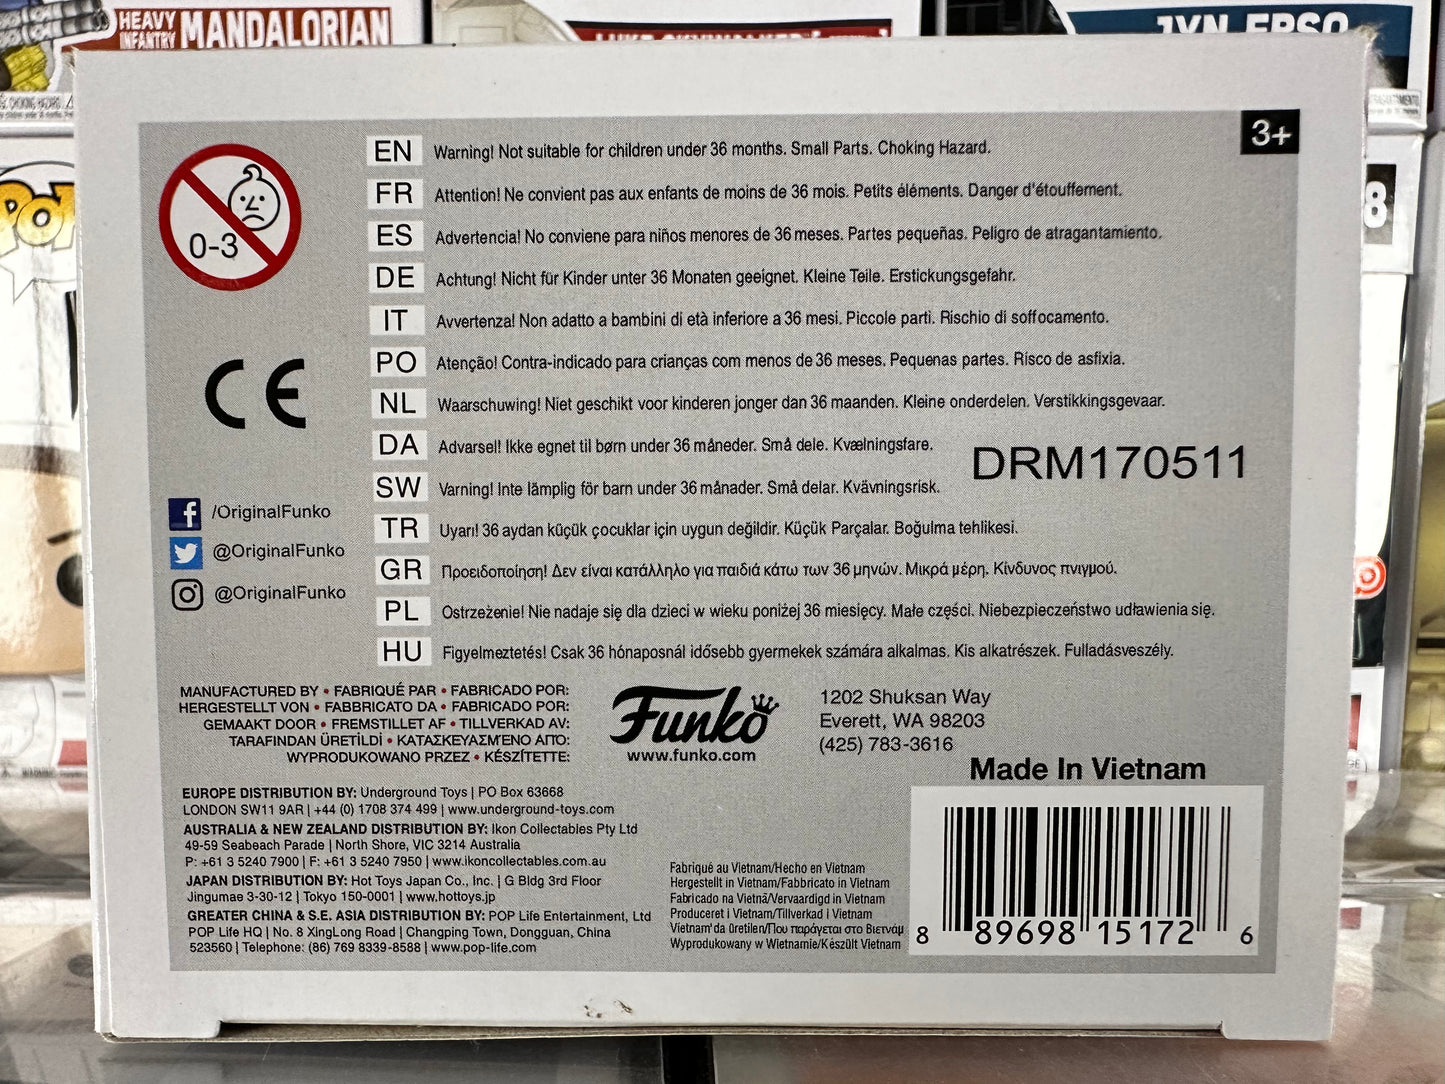 HEAVY
INFANTRY MANDALORIAN
LUKE SKYWALKER
JYN ERSO
POP
8
3+
0-3
EN Warning! Not suitable for children under 36 months. Small Parts. Choking Hazard.
FR Attention! Ne convient pas aux enfants de moins de 36 mois. Petits éléments. Danger d'étouffement.
ES Advertencia! No conviene para niños menores de 36 meses. Partes pequeñas. Peligro de atragantamiento.
DE Achtung! Nicht für Kinder unter 36 Monaten geeignet. Kleine Teile. Erstickungsgefahr.
IT Avvertenza! Non adatto a bambini di età inferiore a 36 mesi. Piccole parti. Rischio di soffocamento.
PO Atenção! Contra-indicado para crianças com menos de 36 meses. Pequenas partes. Risco de asfixia.
NL Waarschuwing! Niet geschikt voor kinderen jonger dan 36 maanden. Kleine onderdelen. Verstikkingsgevaar.
DA Advarsel! Ikke egnet til børn under 36 måneder. Små dele. Kvælningsfare.
SW Varning! Inte lämplig för barn under 36 månader. Små delar. Kvävningsrisk.
TR Uyarı! 36 aydan küçük çocuklar için uygun değildir. Küçük Parçalar. Boğulma tehlikesi.
GR Προειδοποίηση! Δεν είναι κατάλληλο για παιδιά κάτω των 36 μηνών. Μικρά μέρη. Κίνδυνος πνιγμού.
PL Ostrzeżenie! Nie nadaje się dla dzieci w wieku poniżej 36 miesięcy. Małe części. Niebezpieczeństwo udławienia się.
HU Figyelmeztetés! Csak 36 hónaposnál idősebb gyermekek számára alkalmas. Kis alkatrészek. Fulladásveszély.
DRM170511
CE
/OriginalFunko
@OriginalFunko
@OriginalFunko
MANUFACTURED BY • FABRIQUÉ PAR • FABRICADO POR:
HERGESTELLT VON • FABBRICATO DA • FABRICADO POR:
GEMAAKT DOOR • FREMSTILLET AF • TILLVERKAD AV:
TARAFINDAN ÜRETİLDİ • ΚΑΤΑΣΚΕΥΑΣΜΈΝΟ ΑΠΌ:
WYPRODUKOWANO PRZEZ • KÉSZÍTETTE:
Funko
www.funko.com
1202 Shuksan Way
Everett, WA 98203
(425) 783-3616
Made In Vietnam
EUROPE DISTRIBUTION BY: Underground Toys | PO Box 63668
LONDON SW11 9AR | +44 (0) 1708 374 499 | www.underground-toys.com
AUSTRALIA & NEW ZEALAND DISTRIBUTION BY: Ikon Collectables Pty Ltd
49-59 Seabeach Parade | North Shore, VIC 3214 Australia
P: +61 3 5240 7900 | F: +61 3 5240 7950 | www.ikoncollectables.com.au
JAPAN DISTRIBUTION BY: Hot Toys Japan Co., Inc. | G Bldg 3rd Floor
Jingumae 3-30-12 | Tokyo 150-0001 | www.hottoys.jp
GREATER CHINA & S.E. ASIA DISTRIBUTION BY: POP Life Entertainment, Ltd
POP Life HQ | No. 8 XingLong Road | Changping Town, Dongguan, China
523560 | Telephone: (86) 769 8339-8588 | www.pop-life.com
Fabriqué au Vietnam/Hecho en Vietnam
Hergestellt in Vietnam/Fabbricato in Vietnam
Fabricado na Vietnã/Vervaardigd in Vietnam
Produceret i Vietnam/Tillverkad i Vietnam
Vietnam'da üretilen/Που παράγεται στο Βιετνάμ
Wyprodukowany w Wietnamie/Készült Vietnam
8 89698 15172 6